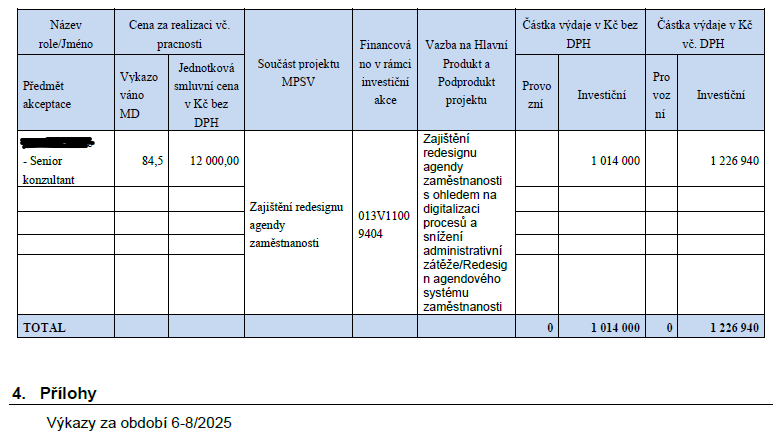 Název
role/Jméno
Cena za realizaci vč.
pracnosti
Součást projektu
MPSV
Financová
no v rámci
investiční
akce
Vazba na Hlavní
Produkt a
Podprodukt
projektu
Částka výdaje v Kč bez
DPH
Částka výdaje v Kč
vč. DPH
Předmět
akceptace
Vykazo
váno
MD
Jednotková
smluvní cena
v Kč bez
DPH
Provo
zní
Investiční
Pro
voz
ní
Investiční
- Senior
konzultant
84,5
12 000,00
Zajištění redesignu
agendy
zaměstnanosti
013V1100
9404
Zajištění
redesignu
agendy
zaměstnanosti
s ohledem na
digitalizaci
procesů a
snížení
administrativní
zátěže/Redesig
n agendového
systému
zaměstnanosti
1 014 000
1 226 940
TOTAL
0
1 014 000
0
1 226 940
4. Přílohy
Výkazy za období 6-8/2025